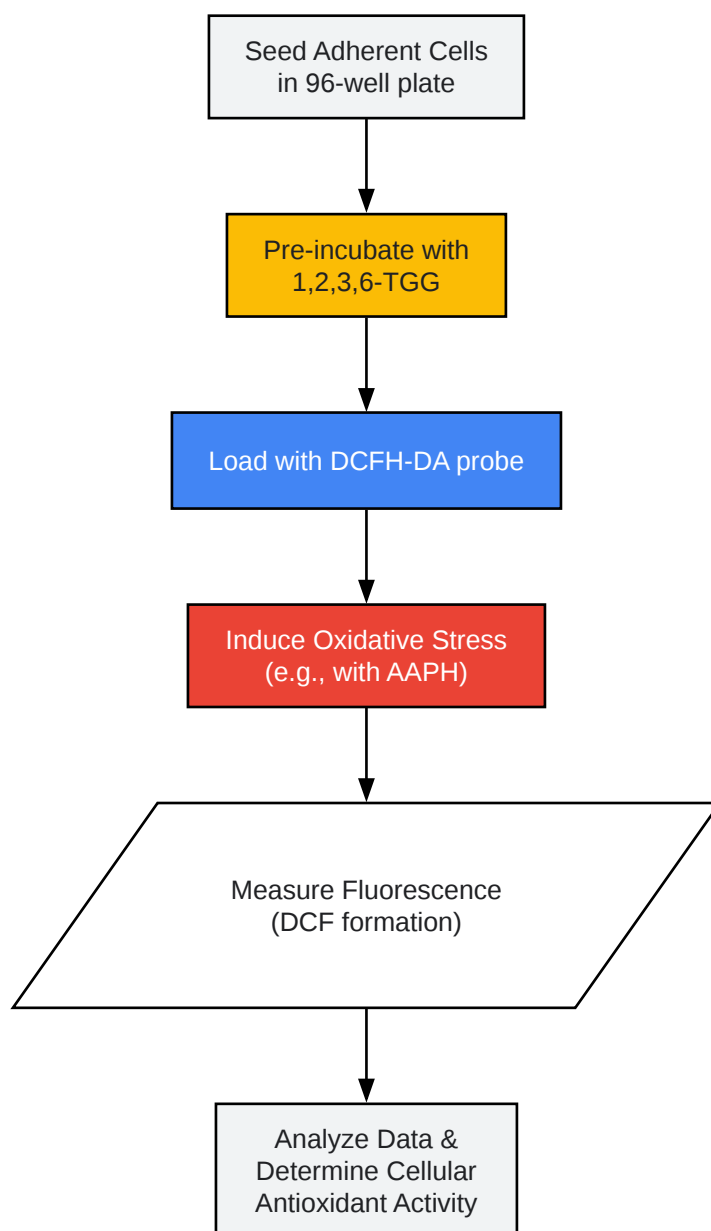 Seed Adherent Cells
in 96-well plate
Pre-incubate with
1,2,3,6-TGG
Load with DCFH-DA probe
Induce Oxidative Stress
(e.g., with AAPH)
Measure Fluorescence
(DCF formation)
Analyze Data &
Determine Cellular
Antioxidant Activity